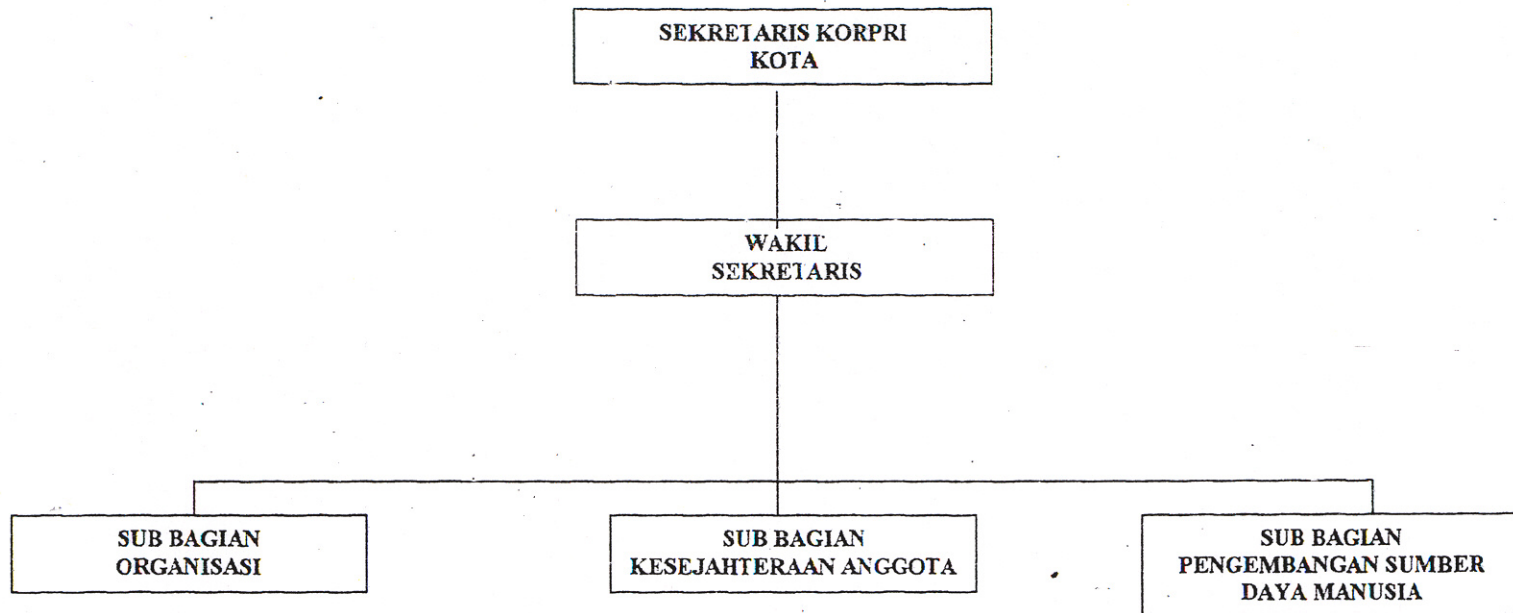 SEKRETARIS KORPRI
KOTA
WAKIL
SEKRETARIS
SUB BAGIAN
ORGANISASI
SUB BAGIAN
KESEJAHTERAAN ANGGOTA
SUB BAGIAN
PENGEMBANGAN SUMBER
DAYA MANUSIA